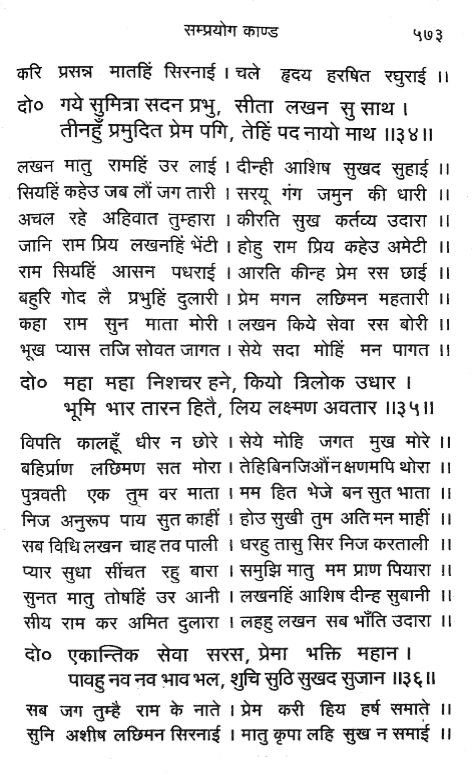 सम्प्रयोग काण्ड ५७३
करि प्रसन्न मातहिं सिरनाई । चले हृदय हरषित रघुराई ।।
दो० गये सुमित्रा सदन प्रभु, सीता लखन सु साथ ।
तीनहुँ प्रमुदित प्रेम पगि, तेहिं पद नायो माथ ।।३४।।
लखन मातु रामहिं उर लाई । दीन्ही आशिष सुखद सुहाई ।।
सियहिं कहेउ जब लौं जग तारी । सरयू गंग जमुन की धारी ।।
अचल रहे अहिवात तुम्हारा । कीरति सुख कर्तव्य उदारा ।।
जानि राम प्रिय लखनहिं भेंटी । होहु राम प्रिय कहेउ अमेटी ।।
राम सियहिं आसन पधराई । आरति कीन्ह प्रेम रस छाई ।।
बहुरि गोद लै प्रभुहिं दुलारी । प्रेम मगन लछिमन महतारी ।।
कहा राम सुन माता मोरी । लखन किये सेवा रस बोरी ।।
भूख प्यास तजि सोवत जागत । सेये सदा मोहिं मन पागत ।।
दो० महा महा निशचर हने, कियो त्रिलोक उधार ।
भूमि भार तारन हितै, लिय लक्ष्मण अवतार ।।३५।।
विपति कालहूँ धीर न छोरे । सेये मोहि जगत मुख मोरे ।।
बहिर्प्राण लछिमण सत मोरा । तेहिबिनजिऔंनक्षणमपि थोरा ।।
पुत्रवती एक तुम वर माता । मम हित भेजे बन सुत भाता ।।
निज अनुरूप पाय सुत काहीं । होउ सुखी तुम अति मन माहीं ।।
सब विधि लखन चाह तव पाली । धरहु तासु सिर निज करताली ।।
प्यार सुधा सींचत रहु बारा । समुझि मातु मम प्राण पियारा ।।
सुनत मातु तोषहिं उर आनी । लखनहिं आशिष दीन्ह सुबानी ।।
सीय राम कर अमित दुलारा । लहहु लखन सब भाँति उदारा ।।
दो० एकान्तिक सेवा सरस, प्रेमा भक्ति महान ।
पावहु नव नव भाव भल, शुचि सुठि सुखद सुजान ।।३६।।
सब जग तुम्है राम के नाते । प्रेम करी हिय हर्ष समाते ।।
सुनि अशीष लछिमन सिरनाई । मातु कृपा लहि सुख न समाई ।।